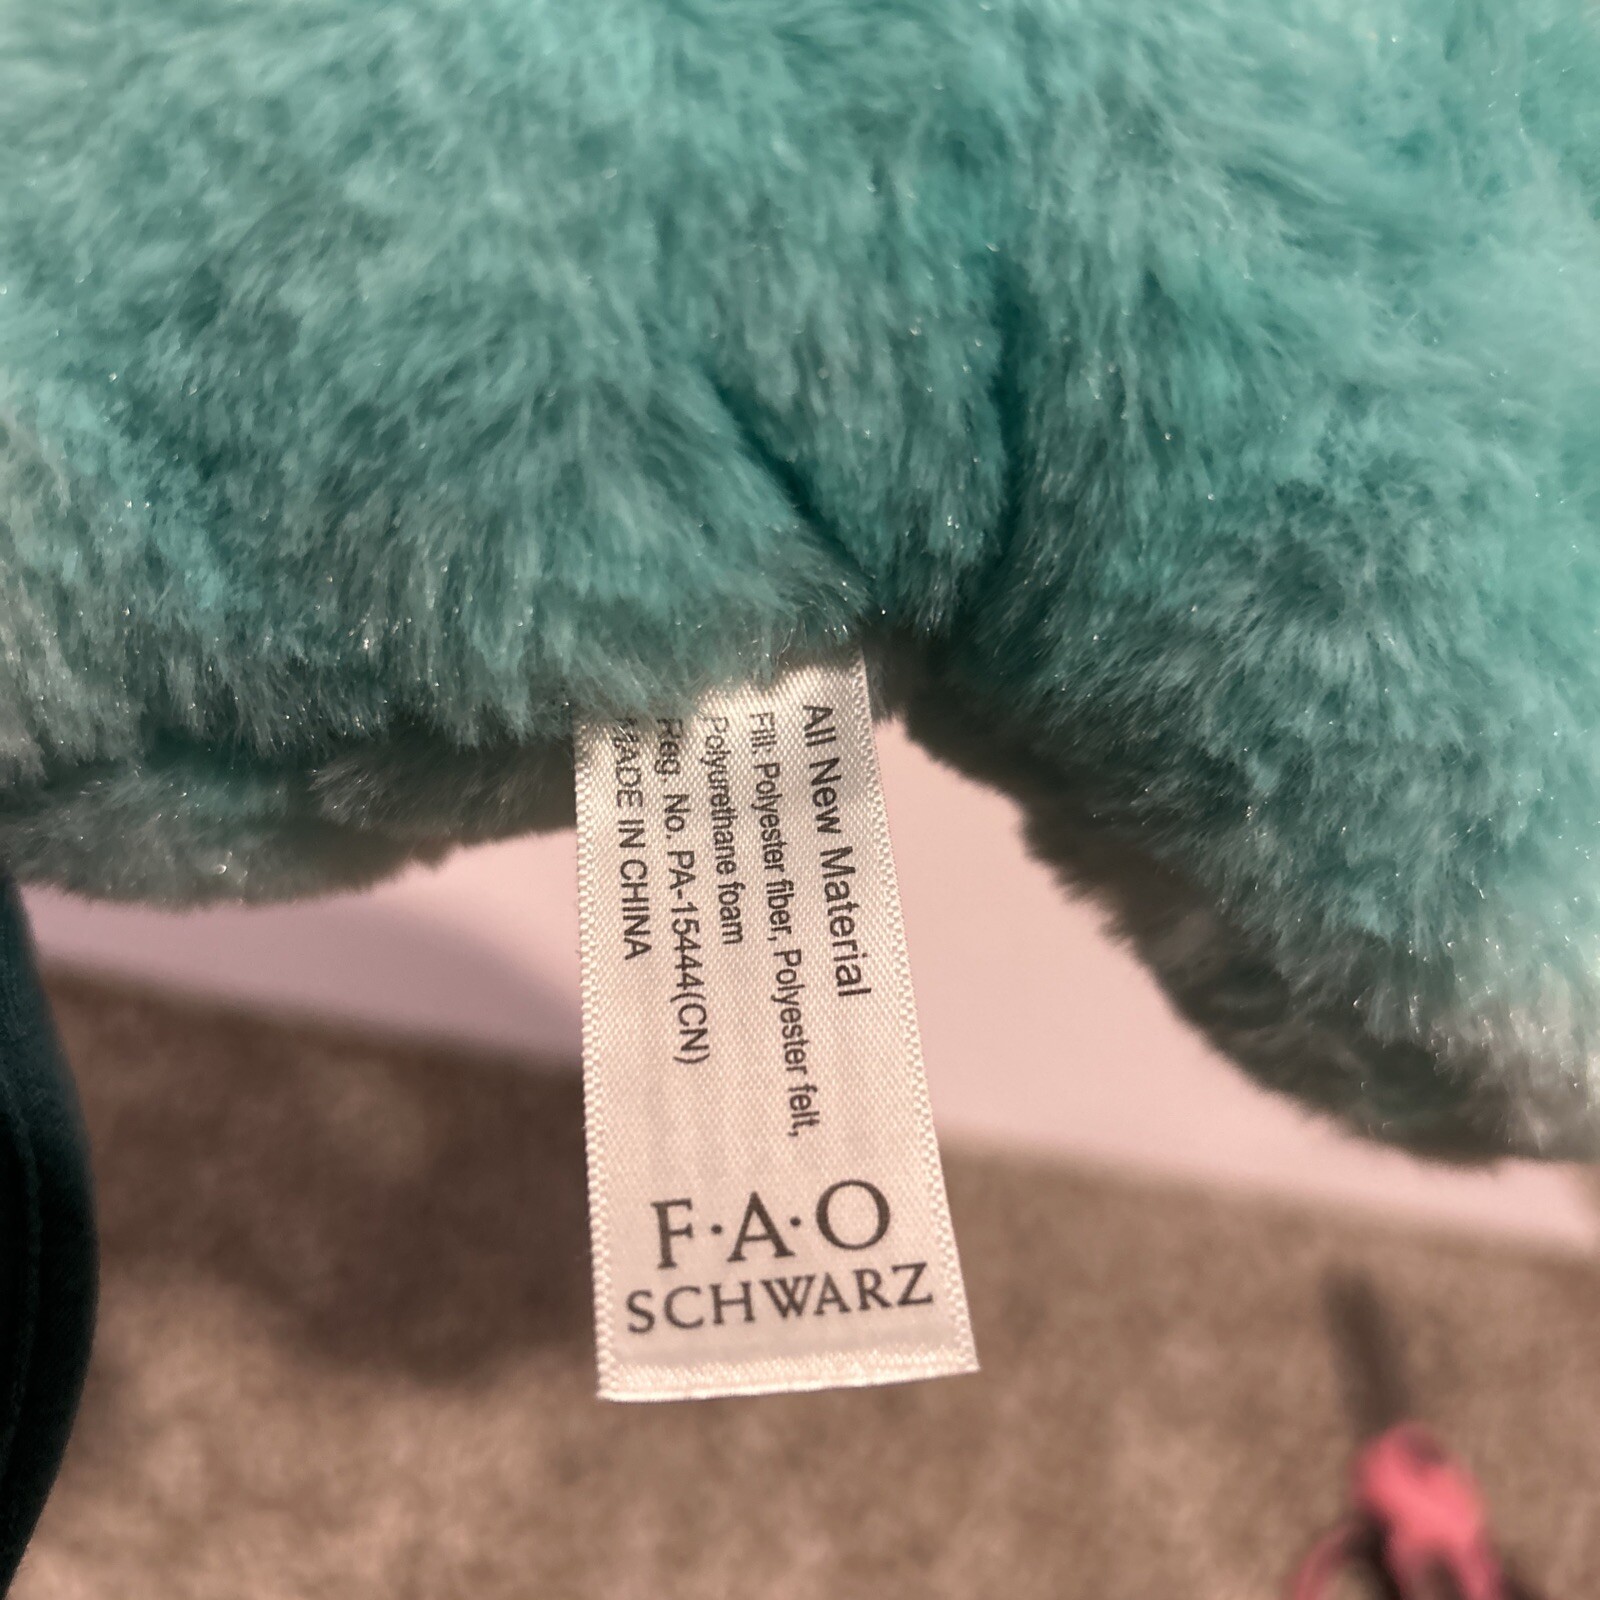 All New Material
Fill: Polyester fiber, Polyester felt,
Polyurethane foam
Reg. No. PA-15444(CN)
MADE IN CHINA
F·A·O
SCHWARZ